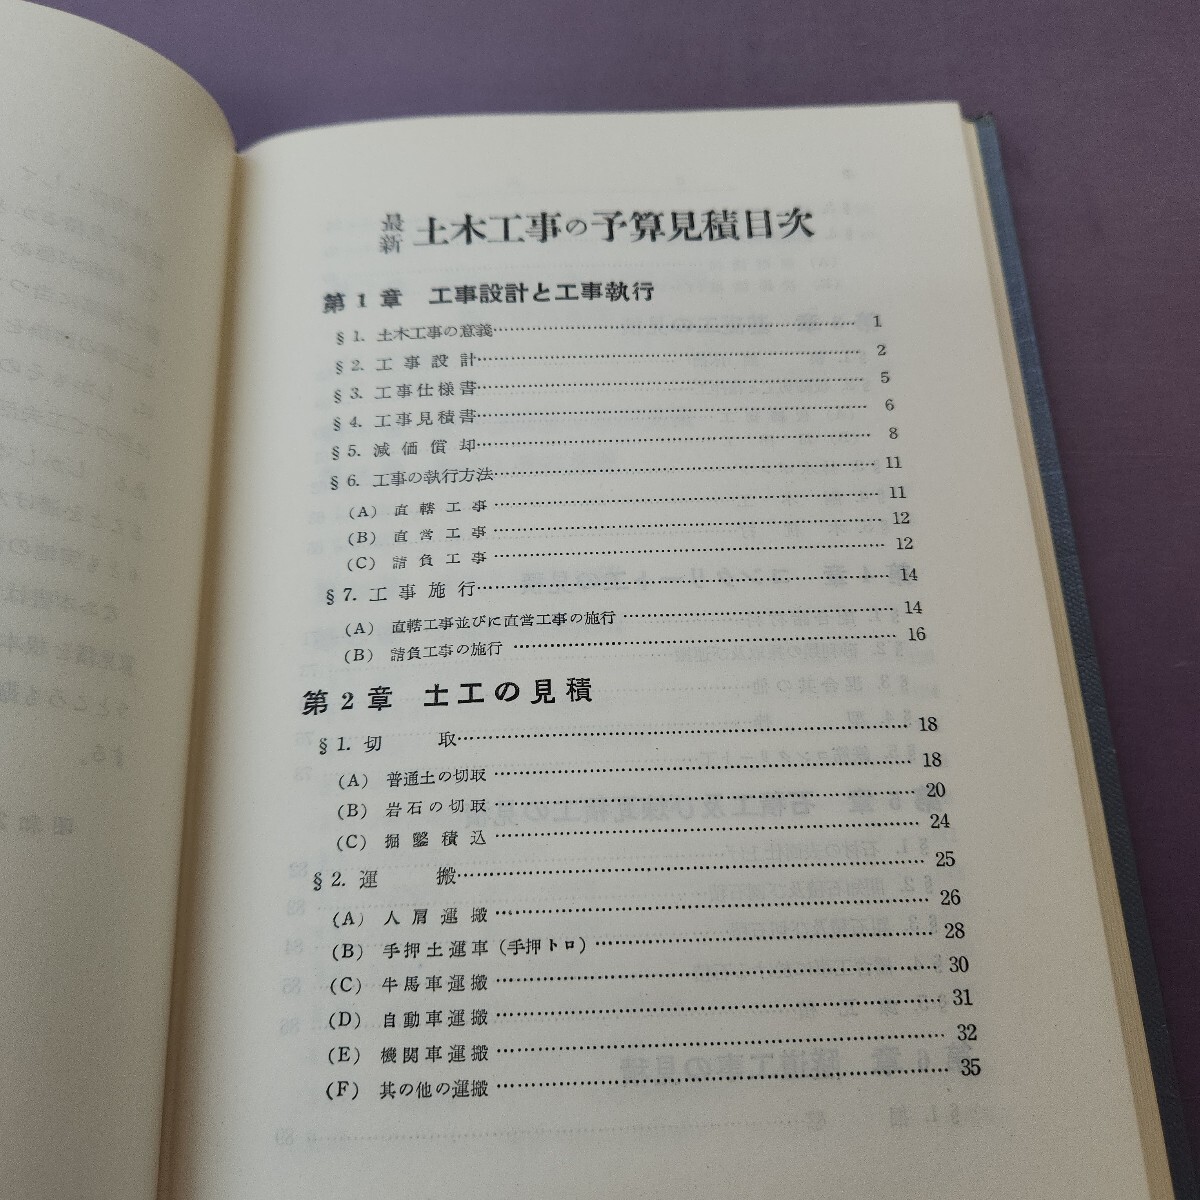 最新 土木工事の予算見積目次
第1章 工事設計と工事執行
§1. 土木工事の意義 1
§2. 工事設計 2
§3. 工事仕様書 5
§4. 工事見積書 6
§5. 減価償却 8
§6. 工事の執行方法 11
(A) 直轄工事 11
(B) 直営工事 12
(C) 請負工事 12
§7. 工事施行 14
(A) 直轄工事並びに直営工事の施行 14
(B) 請負工事の施行 16
第2章 土工の見積
§1. 切取 18
(A) 普通土の切取 18
(B) 岩石の切取 20
(C) 掘鑿積込 24
§2. 運搬 25
(A) 人肩運搬 26
(B) 手押土運車(手押トロ) 28
(C) 牛馬車運搬 30
(D) 自動車運搬 31
(E) 機関車運搬 32
(F) 其の他の運搬 35